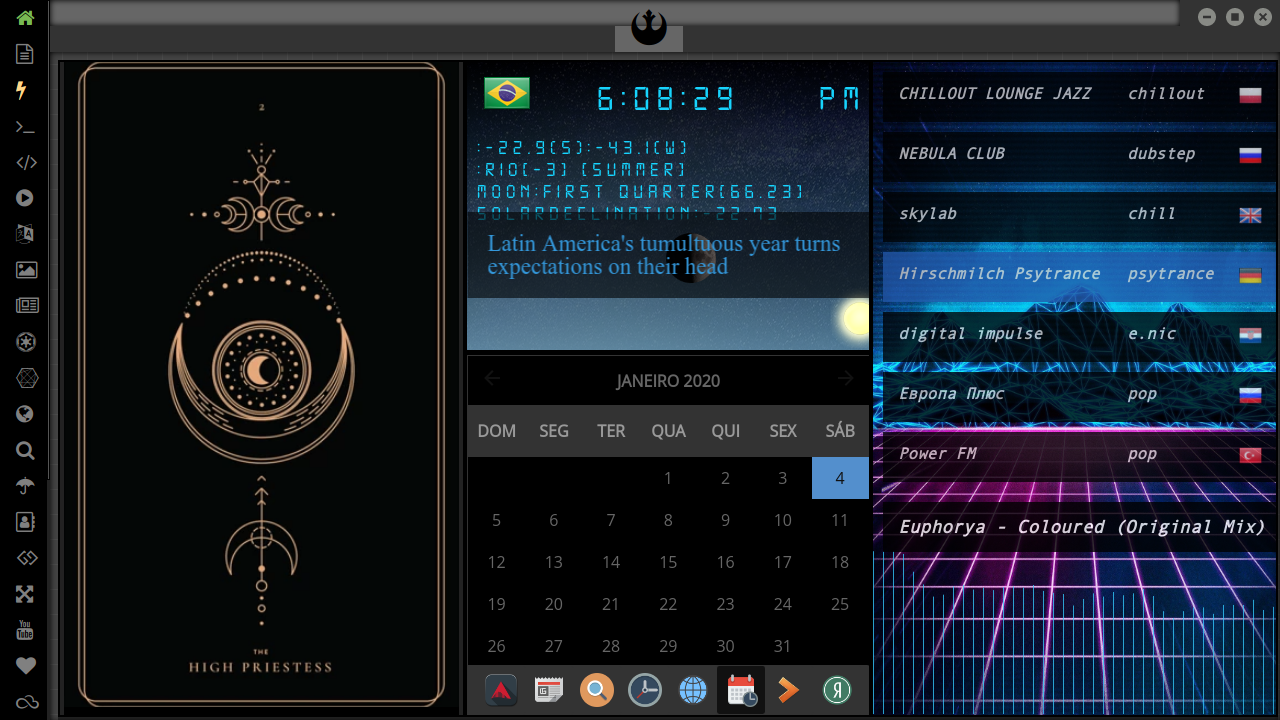 2
THE
HIGH PRIESTESS
6:08:29 PM
:-22.9(S):-43.1(W)
:RIO(-3) (SUMMER)
MOON:FIRST QUARTER(66.23)
SOLARDECLINATION:-22.73
Latin America's tumultuous year turns
expectations on their head
JANEIRO 2020
DOM SEG TER QUA QUI SEX SÁB
1 2 3 4
5 6 7 8 9 10 11
12 13 14 15 16 17 18
19 20 21 22 23 24 25
26 27 28 29 30 31
Я
CHILLOUT LOUNGE JAZZ chillout
NEBULA CLUB dubstep
skylab chill
Hirschmilch Psytrance psytrance
digital impulse e.nic
Европа Плюс pop
Power FM pop
Euphorya - Coloured (Original Mix)
You
Tube